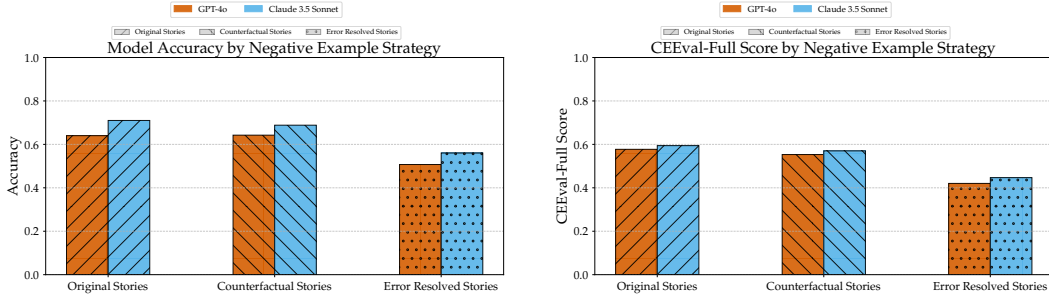 GPT-4o Claude 3.5 Sonnet
Original Stories Counterfactual Stories Error Resolved Stories
Model Accuracy by Negative Example Strategy
1.0
0.8
0.6
0.4
0.2
0.0
Accuracy
Original Stories Counterfactual Stories Error Resolved Stories
GPT-4o Claude 3.5 Sonnet
Original Stories Counterfactual Stories Error Resolved Stories
CEEval-Full Score by Negative Example Strategy
1.0
0.8
0.6
0.4
0.2
0.0
CEEval-Full Score
Original Stories Counterfactual Stories Error Resolved Stories